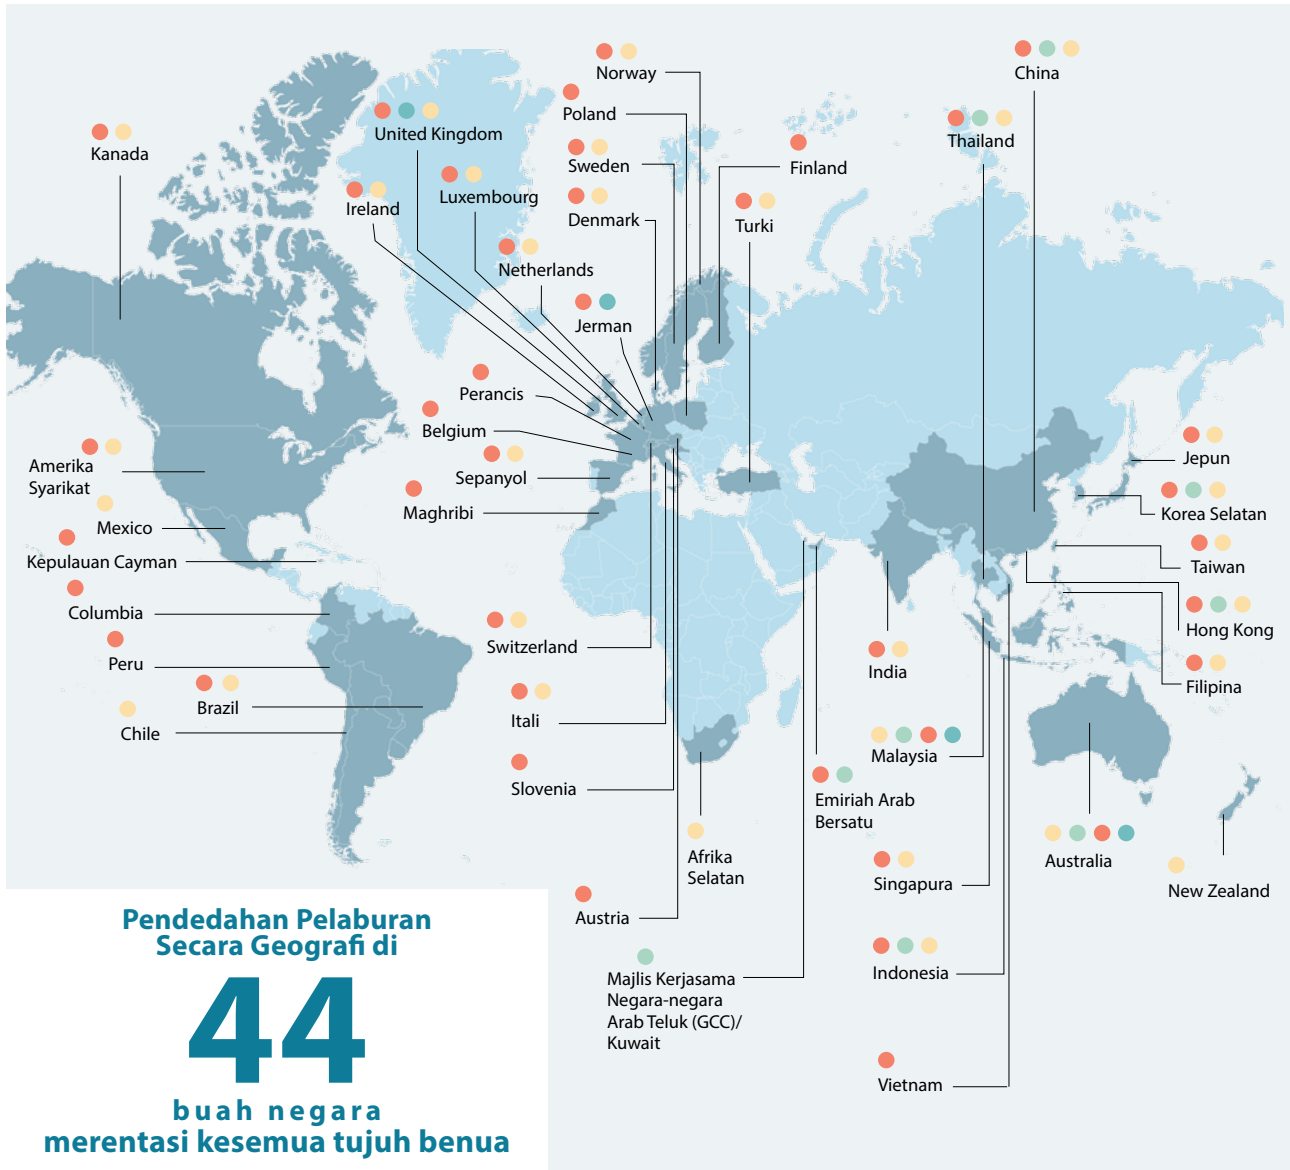 Norway
China
Poland
United Kingdom
Thailand
Kanada
Sweden
Finland
Luxembourg
Ireland
Denmark
Turki
Netherlands
Jerman
Perancis
Belgium
Jepun
Amerika
Syarikat
Sepanyol
Maghribi
Korea Selatan
Mexico
Kepulauan Cayman
Taiwan
Columbia
Hong Kong
Switzerland
Peru
India
Filipina
Brazil
Itali
Chile
Malaysia
Slovenia
Emiriah Arab
Bersatu
Afrika
Selatan
Australia
Singapura
New Zealand
Austria
Indonesia
Majlis Kerjasama
Negara-negara
Arab Teluk (GCC)/
Kuwait
Vietnam
Pendedahan Pelaburan
Secara Geografi di
44
buah negara
merentasi kesemua tujuh benua